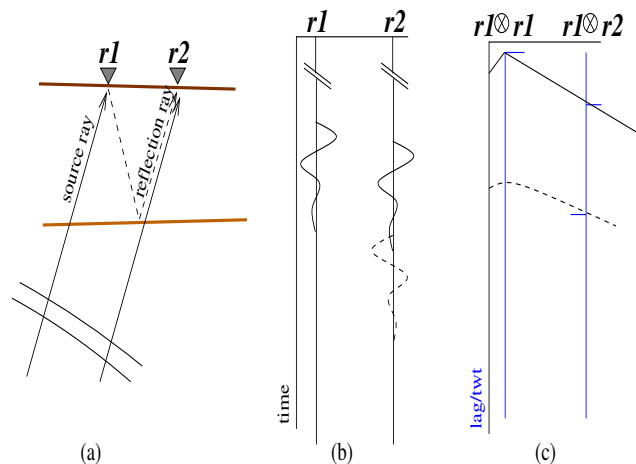 r1 r2
source ray
reflection ray
(a)
r1 r2
time
(b)
r1⊗r1 r1⊗r2
lag/twt
(c)